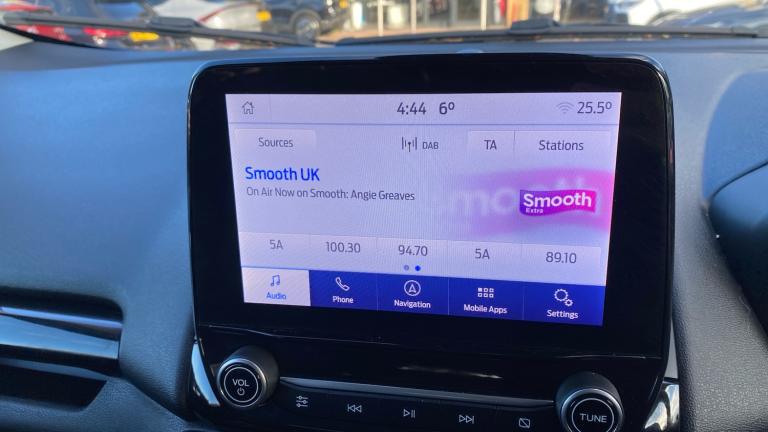 4:44 6° 25.5°
Sources DAB TA Stations
Smooth UK
On Air Now on Smooth: Angie Greaves
Smooth
Extra
5A 100.30 94.70 5A 89.10
Audio Phone Navigation Mobile Apps Settings
VOL TUNE